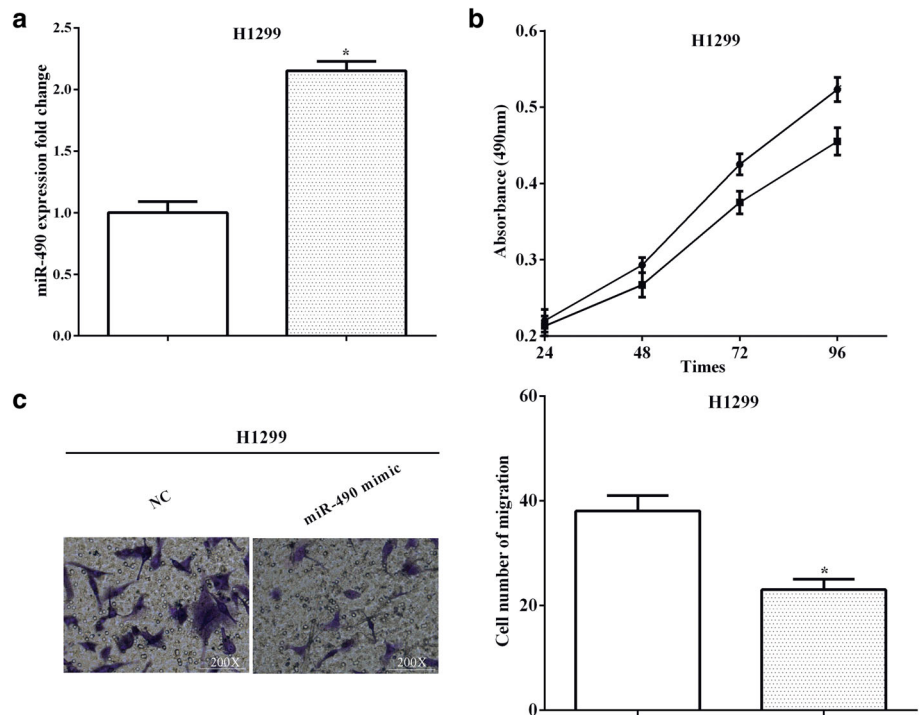 a
H1299
miR-490 expression fold change
2.5
2.0
1.5
1.0
0.5
0.0
*
b
H1299
Absorbance (490nm)
0.6
0.5
0.4
0.3
0.2
24 48 72 96
Times
c
H1299
NC
miR-490 mimic
200X
200X
H1299
Cell number of migration
60
40
20
0
*